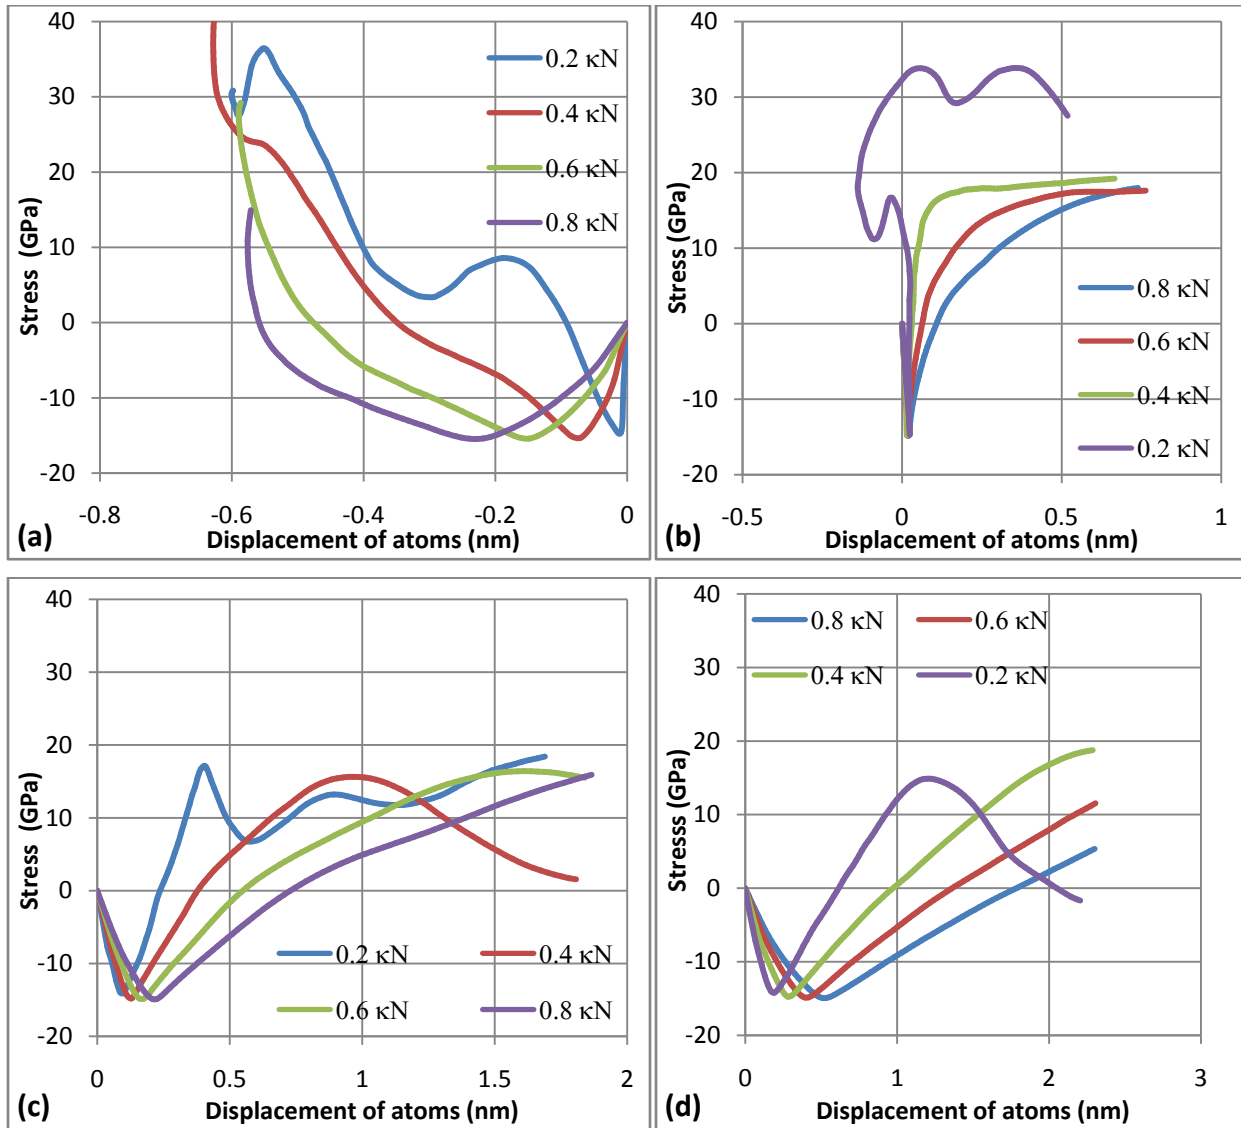 40
30
20
10
0
-10
-20
Stress (GPa)
0.2 κN
0.4 κN
0.6 κN
0.8 κN
-0.8 -0.6 -0.4 -0.2 0
(a) Displacement of atoms (nm)
40
30
20
10
0
-10
-20
Stress (GPa)
0.8 κN
0.6 κN
0.4 κN
0.2 κN
-0.5 0 0.5 1
(b) Displacement of atoms (nm)
40
30
20
10
0
-10
-20
Stress (GPa)
0.2 κN 0.4 κN
0.6 κN 0.8 κN
0 0.5 1 1.5 2
(c) Displacement of atoms (nm)
40
30
20
10
0
-10
-20
Stresss (GPa)
0.8 κN 0.6 κN
0.4 κN 0.2 κN
0 1 2 3
(d) Displacement of atoms (nm)